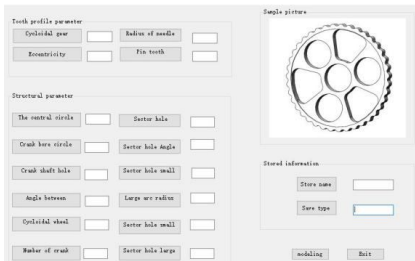 Tooth profile parameter
Cycloidal gear
Radius of needle
Eccentricity
Pin tooth
Structural parameter
The central circle
Sector hole
Crank bore circle
Sector hole Angle
Crank shaft hole
Sector hole small
Angle between
Large arc radius
Cycloidal wheel
Sector hole small
Number of crank
Sector hole large
Sample picture
Stored information
Store name
Save type
modeling
Exit